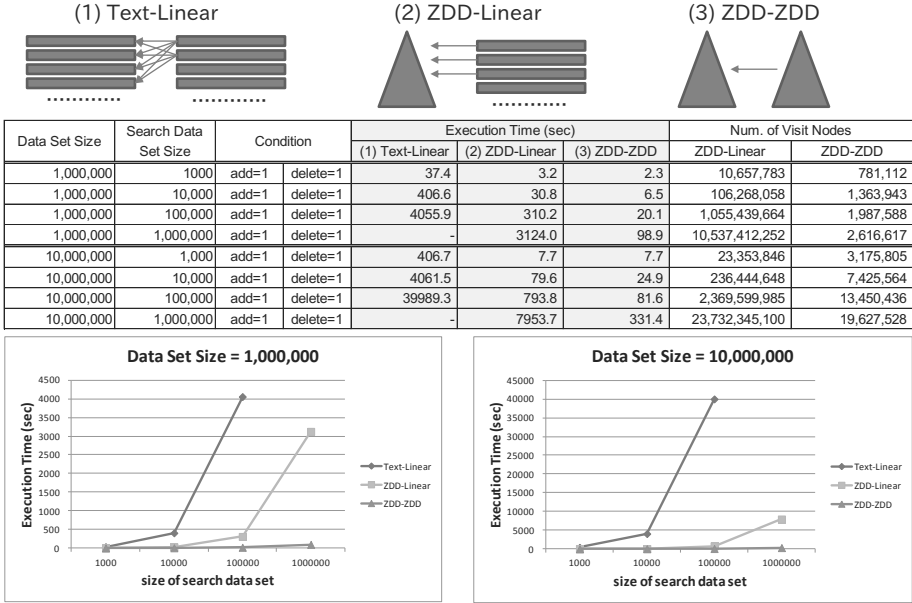 (1) Text-Linear (2) ZDD-Linear (3) ZDD-ZDD
............ ............ ............ ............
Data Set Size Search Data Set Size Condition Execution Time (sec) Num. of Visit Nodes
(1) Text-Linear (2) ZDD-Linear (3) ZDD-ZDD ZDD-Linear ZDD-ZDD
1,000,000 1000 add=1 delete=1 37.4 3.2 2.3 10,657,783 781,112
1,000,000 10,000 add=1 delete=1 406.6 30.8 6.5 106,268,058 1,363,943
1,000,000 100,000 add=1 delete=1 4055.9 310.2 20.1 1,055,439,664 1,987,588
1,000,000 1,000,000 add=1 delete=1 - 3124.0 98.9 10,537,412,252 2,616,617
10,000,000 1,000 add=1 delete=1 406.7 7.7 7.7 23,353,846 3,175,805
10,000,000 10,000 add=1 delete=1 4061.5 79.6 24.9 236,444,648 7,425,564
10,000,000 100,000 add=1 delete=1 39989.3 793.8 81.6 2,369,599,985 13,450,436
10,000,000 1,000,000 add=1 delete=1 - 7953.7 331.4 23,732,345,100 19,627,528
Data Set Size = 1,000,000
Execution Time (sec)
4500
4000
3500
3000
2500
2000
1500
1000
500
0
1000 10000 100000 1000000
size of search data set
Text-Linear
ZDD-Linear
ZDD-ZDD
Data Set Size = 10,000,000
Execution Time (sec)
45000
40000
35000
30000
25000
20000
15000
10000
5000
0
1000 10000 100000 1000000
size of search data set
Text-Linear
ZDD-Linear
ZDD-ZDD